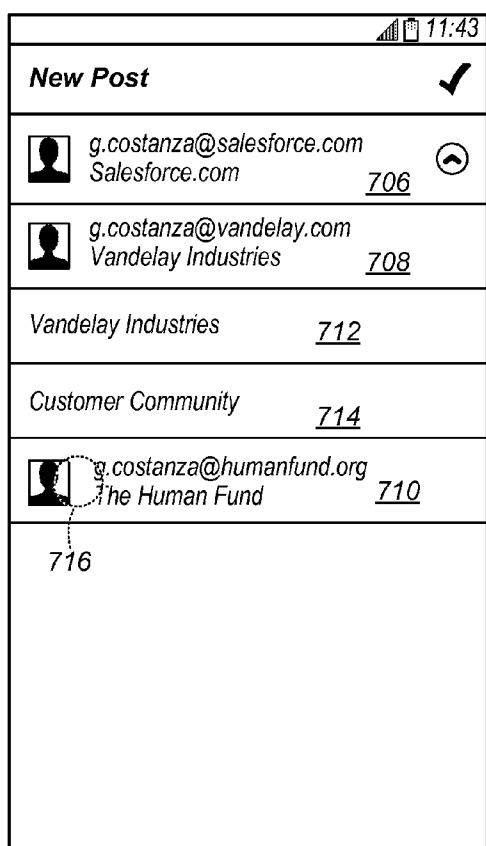 11:43
New Post
g.costanza@salesforce.com
Salesforce.com
706
g.costanza@vandelay.com
Vandelay Industries
708
Vandelay Industries
712
Customer Community
714
g.costanza@humanfund.org
The Human Fund
710
716